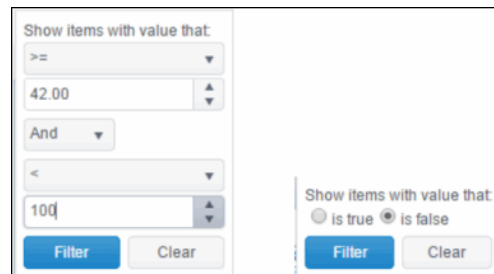 Show items with value that:
>=
42.00
And
<
100
Filter Clear
Show items with value that:
is true is false
Filter Clear